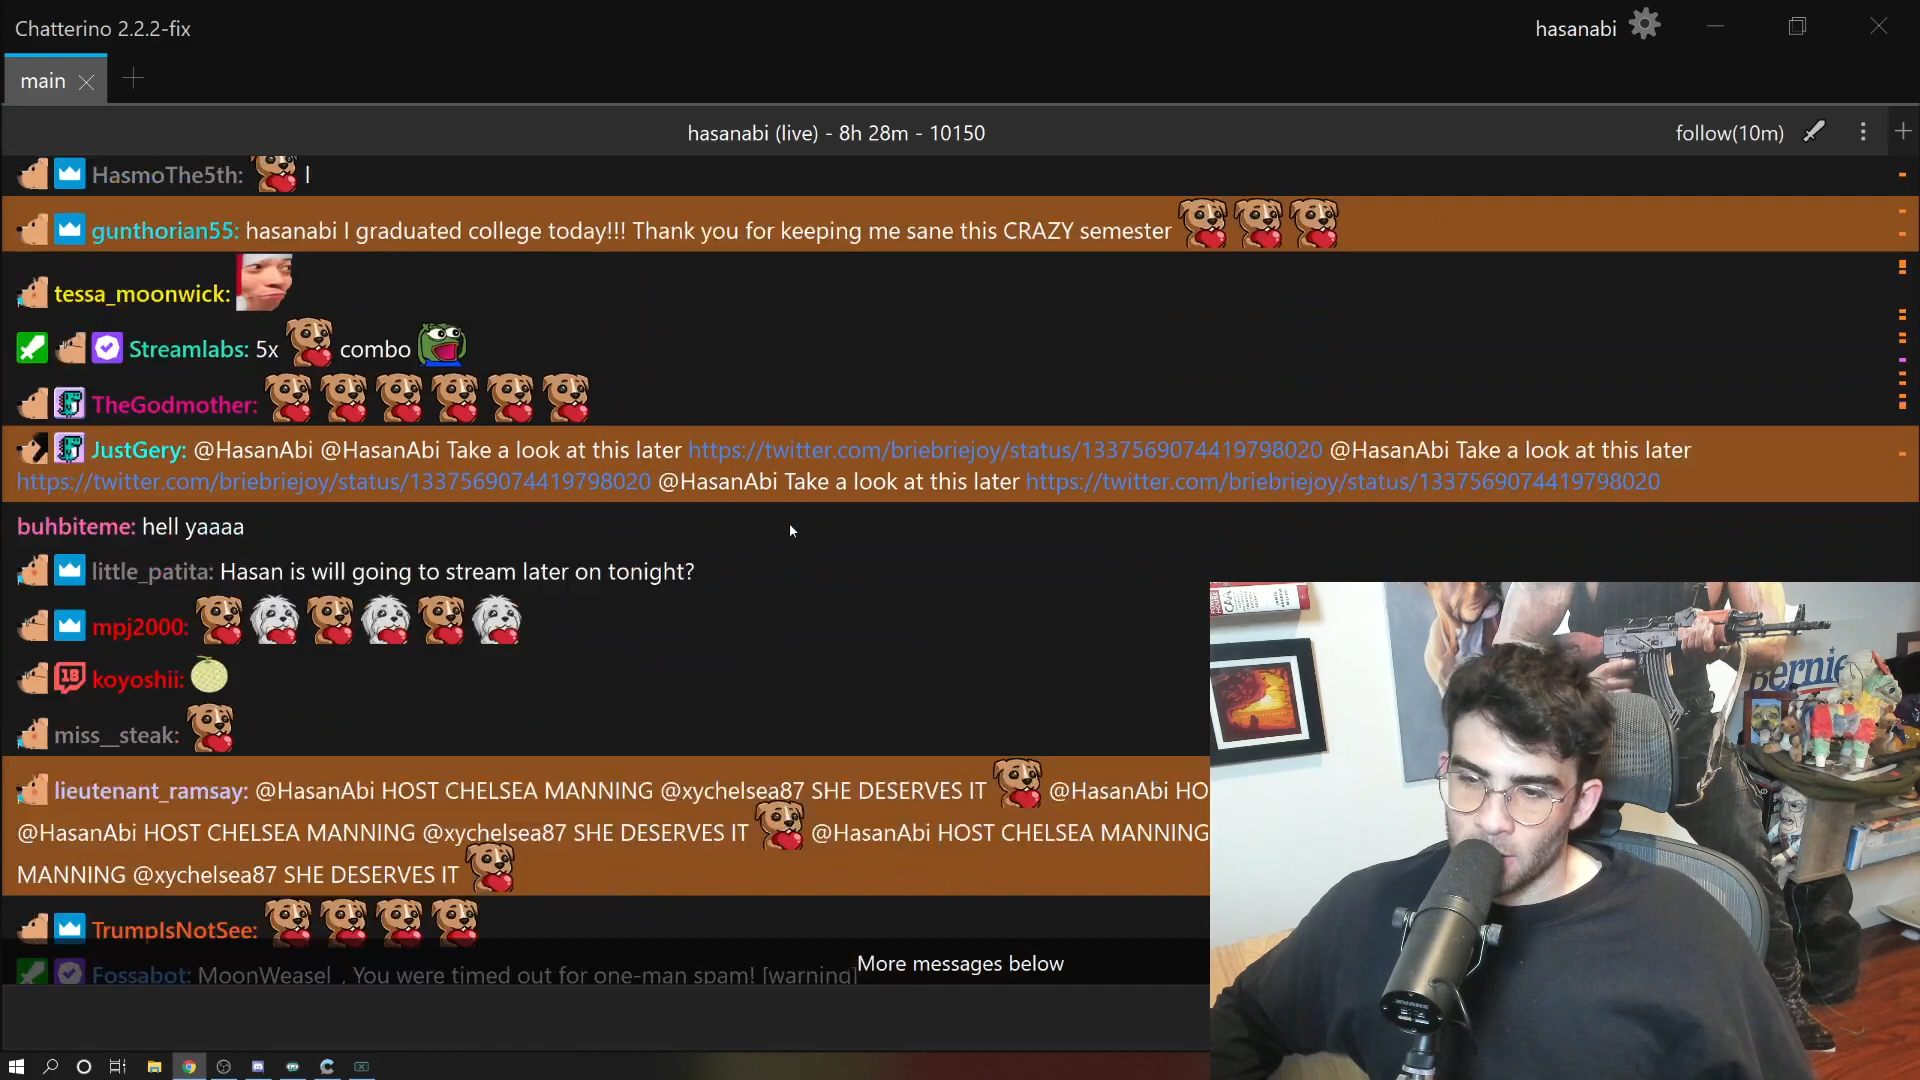 Chatterino 2.2.2-fix
hasanabi
main
hasanabi (live) - 8h 28m - 10150
follow(10m)
HasmoThe5th: l
gunthorian55: hasanabi I graduated college today!!! Thank you for keeping me sane this CRAZY semester
tessa_moonwick:
Streamlabs: 5x combo
TheGodmother:
JustGery: @HasanAbi @HasanAbi Take a look at this later https://twitter.com/briebriejoy/status/1337569074419798020 @HasanAbi Take a look at this later
https://twitter.com/briebriejoy/status/1337569074419798020 @HasanAbi Take a look at this later https://twitter.com/briebriejoy/status/1337569074419798020
buhbiteme: hell yaaaa
little_patita: Hasan is will going to stream later on tonight?
mpj2000:
18 koyoshii:
miss__steak:
lieutenant_ramsay: @HasanAbi HOST CHELSEA MANNING @xychelsea87 SHE DESERVES IT @HasanAbi HO
@HasanAbi HOST CHELSEA MANNING @xychelsea87 SHE DESERVES IT @HasanAbi HOST CHELSEA MANNING
MANNING @xychelsea87 SHE DESERVES IT
TrumpIsNotSee:
Fossabot: MoonWeasel , You were timed out for one-man spam! [warning]
More messages below
Bernie